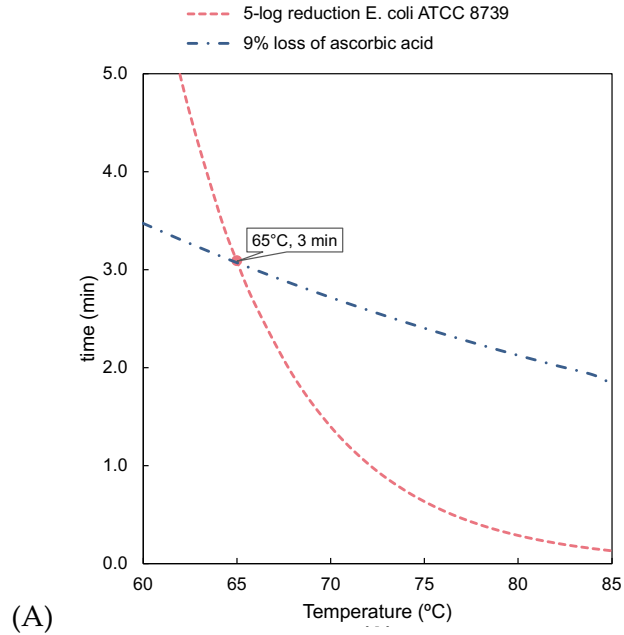 5-log reduction E. coli ATCC 8739
9% loss of ascorbic acid
5.0
4.0
3.0
2.0
1.0
0.0
time (min)
65°C, 3 min
60 65 70 75 80 85
Temperature (ºC)
(A)